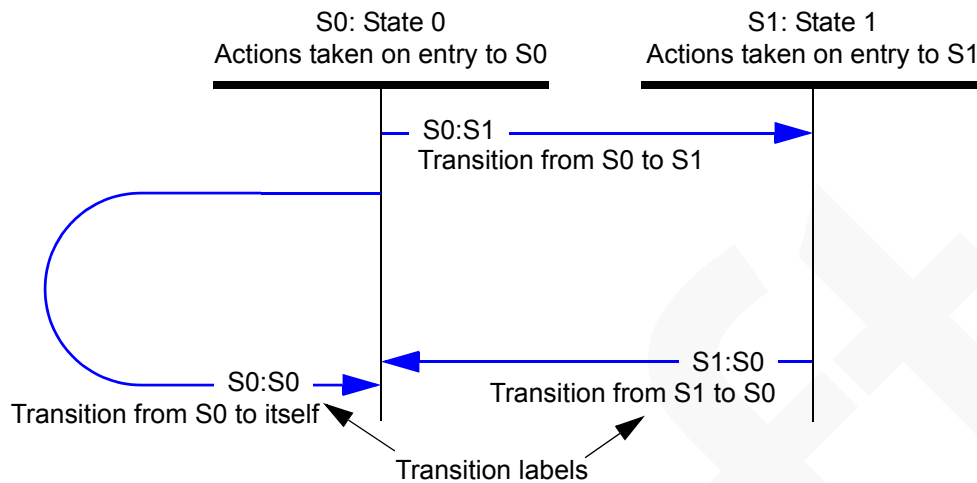 S0: State 0
Actions taken on entry to S0
S1: State 1
Actions taken on entry to S1
S0:S1
Transition from S0 to S1
S1:S0
Transition from S1 to S0
S0:S0
Transition from S0 to itself
Transition labels